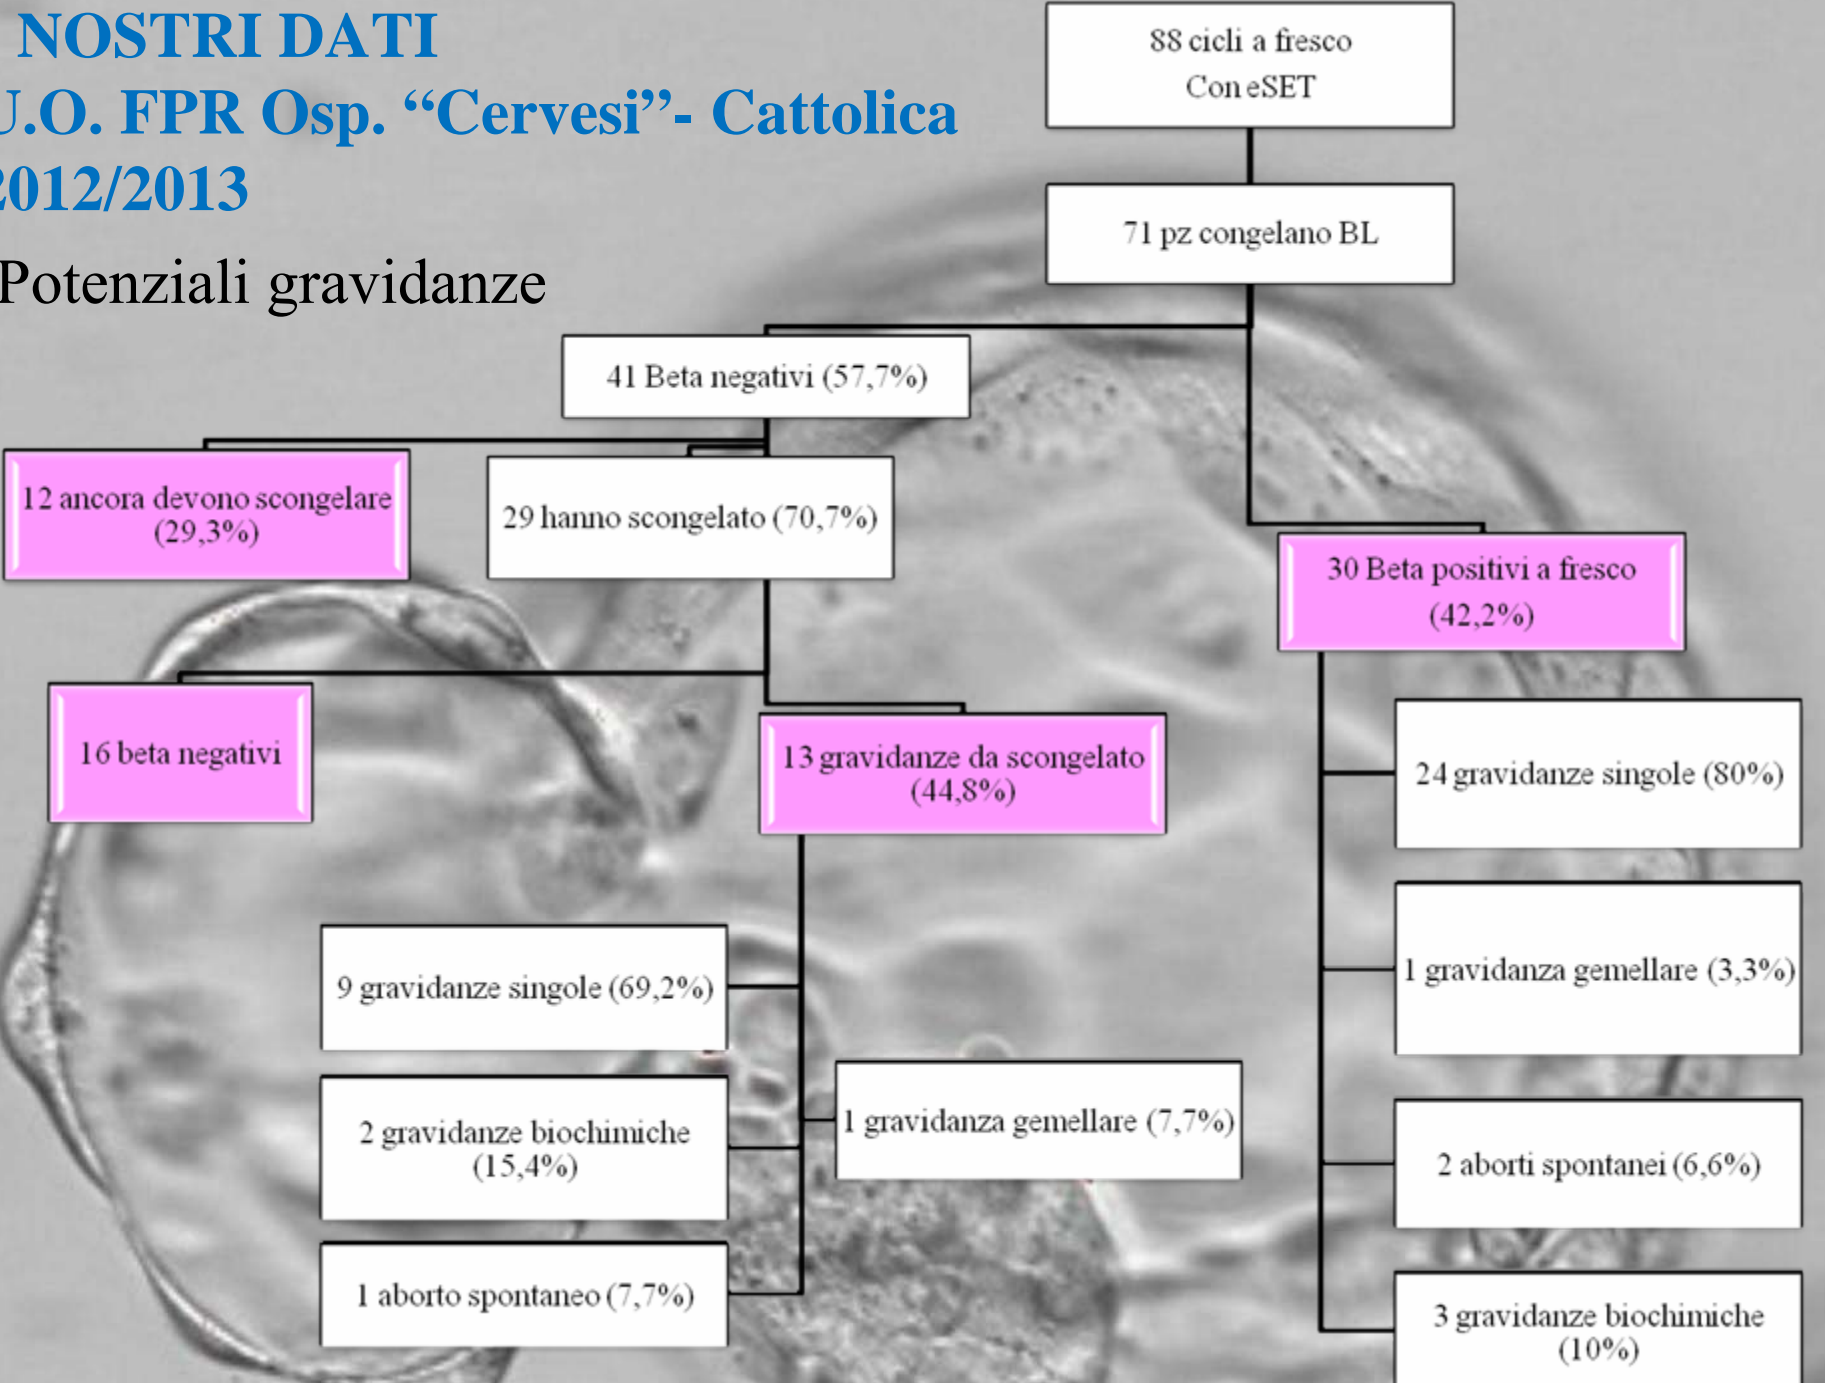 NOSTRI DATI
U.O. FPR Osp. “Cervesi”- Cattolica
2012/2013
Potenziali gravidanze
88 cicli a fresco
Con eSET
71 pz congelano BL
41 Beta negativi (57,7%)
12 ancora devono scongelare
(29,3%)
29 hanno scongelato (70,7%)
30 Beta positivi a fresco
(42,2%)
16 beta negativi
13 gravidanze da scongelato
(44,8%)
24 gravidanze singole (80%)
1 gravidanza gemellare (3,3%)
9 gravidanze singole (69,2%)
2 gravidanze biochimiche
(15,4%)
1 gravidanza gemellare (7,7%)
2 aborti spontanei (6,6%)
1 aborto spontaneo (7,7%)
3 gravidanze biochimiche
(10%)